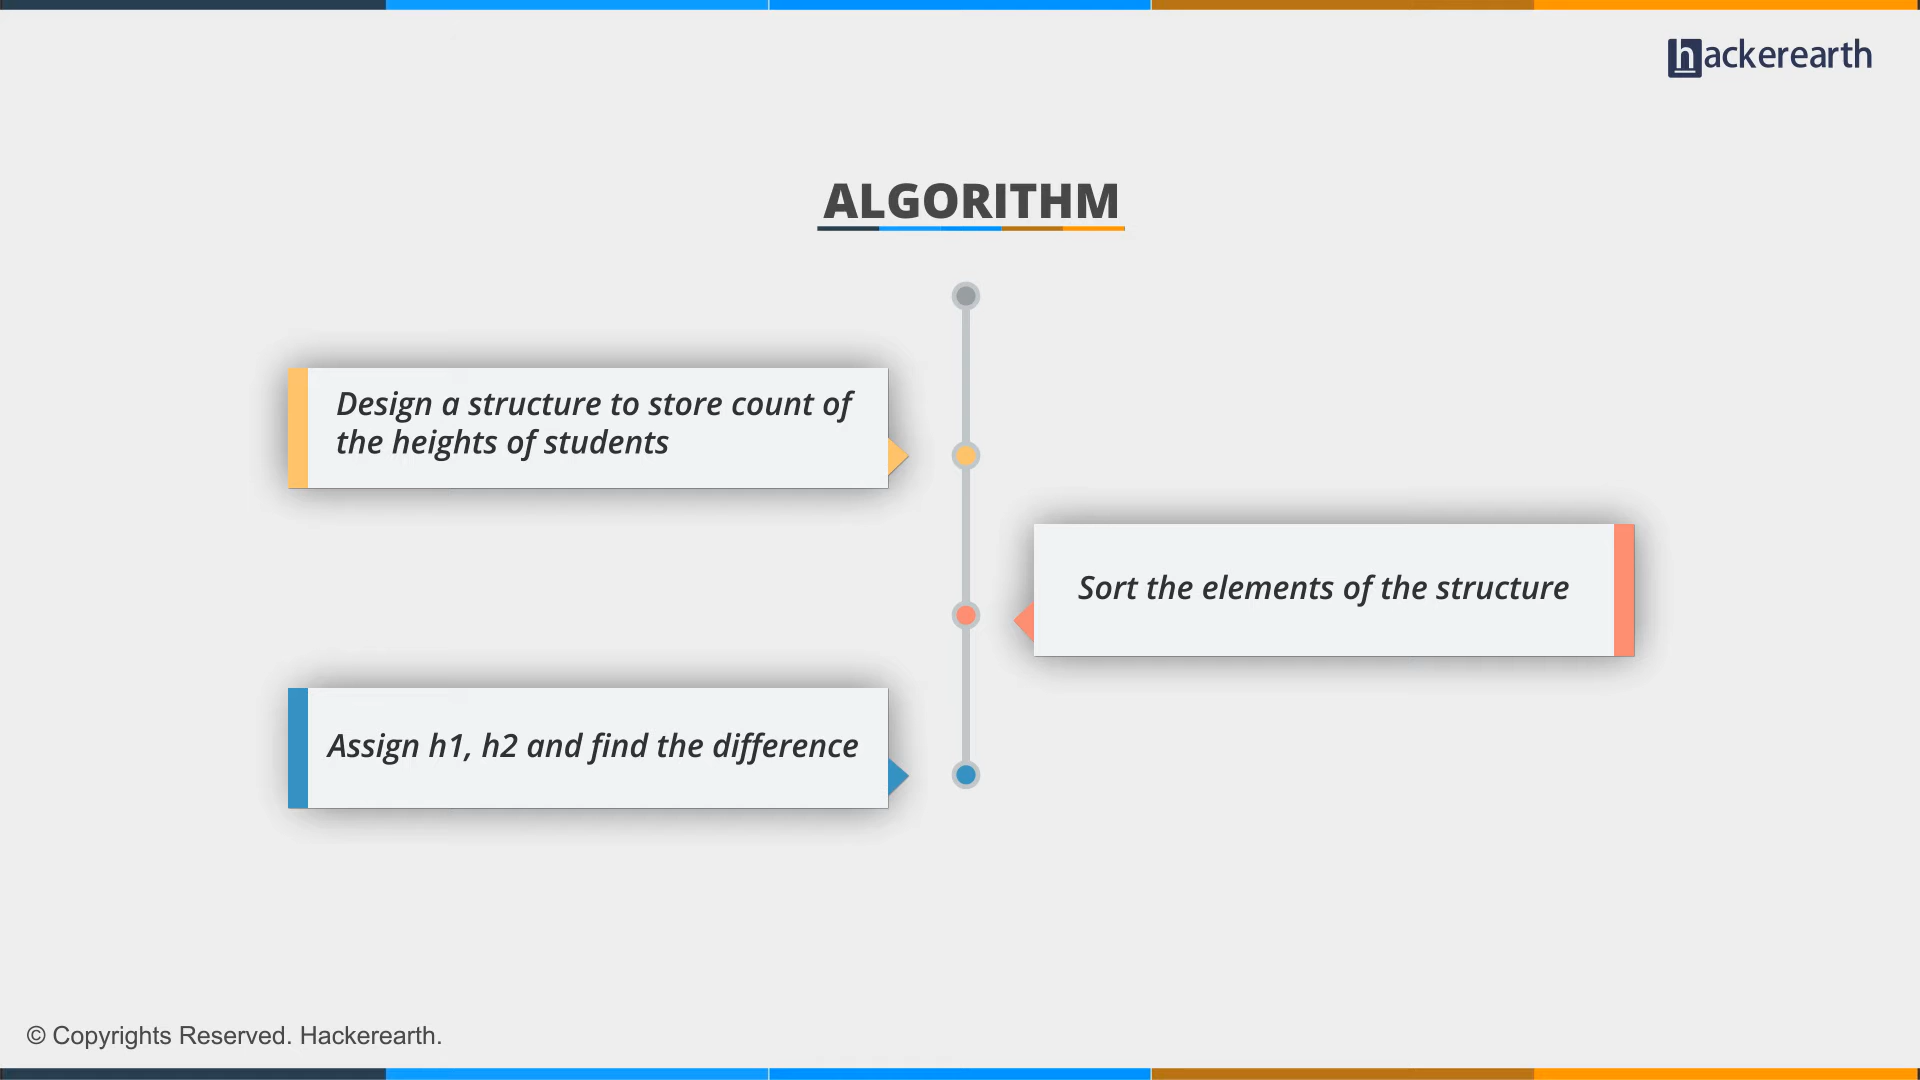 hackerearth
ALGORITHM
Design a structure to store count of
the heights of students
Sort the elements of the structure
Assign h1, h2 and find the difference
© Copyrights Reserved. Hackerearth.